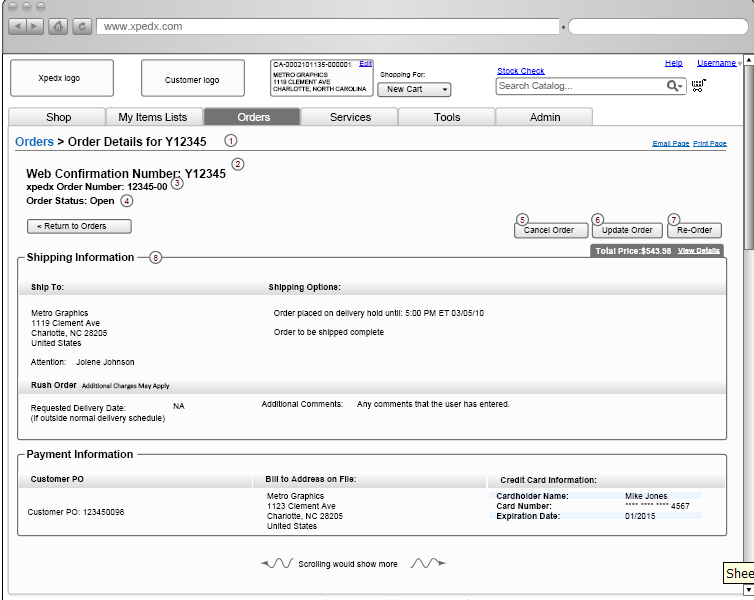 www.xpedx.com
Xpedx logo
Customer logo
CA-0002101135-000001 Edit
METRO GRAPHICS
1119 CLEMENT AVE
CHARLOTTE, NORTH CAROLINA
Shopping For:
New Cart
Stock Check
Help Username
Search Catalog...
Shop My Items Lists Orders Services Tools Admin
Orders > Order Details for Y12345 1
Email Page Print Page
Web Confirmation Number: Y12345 2
xpedx Order Number: 12345-00 3
Order Status: Open 4
< Return to Orders
5 6 7
Cancel Order Update Order Re-Order
Total Price:$543.98 View Details
Shipping Information 8
Ship To: Shipping Options:
Metro Graphics
1119 Clement Ave
Charlotte, NC 28205
United States
Order placed on delivery hold until: 5:00 PM ET 03/05/10
Order to be shipped complete
Attention: Jolene Johnson
Rush Order Additional Charges May Apply
Requested Delivery Date: NA
(If outside normal delivery schedule)
Additional Comments: Any comments that the user has entered.
Payment Information
Customer PO Bill to Address on File: Credit Card Information:
Customer PO: 123450098
Metro Graphics
1123 Clement Ave
Charlotte, NC 28205
United States
Cardholder Name: Mike Jones
Card Number: **** **** **** 4567
Expiration Date: 01/2015
Scrolling would show more
Shee